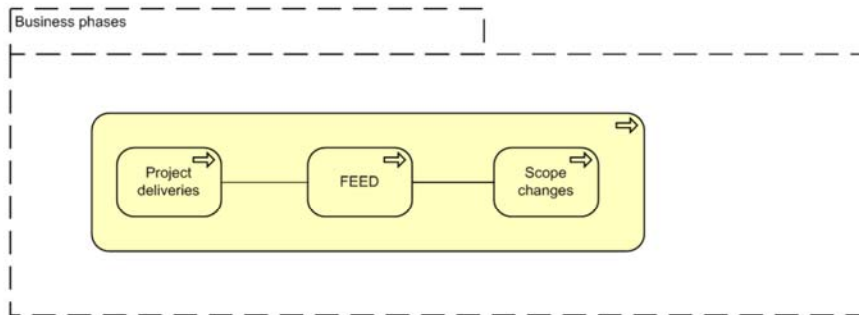 Business phases
Project
deliveries
FEED
Scope
changes